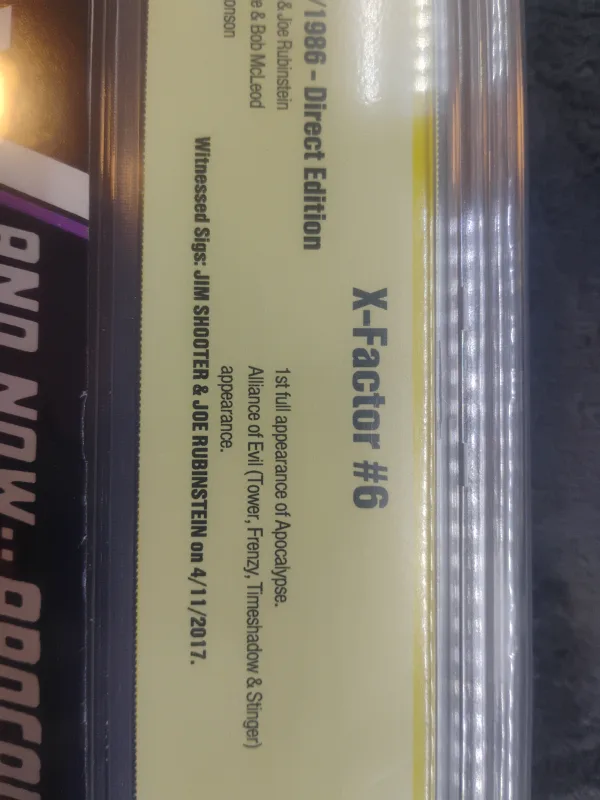 X-Factor #6
/1986 - Direct Edition
& Joe Rubinstein
e & Bob McLeod
onson
1st full appearance of Apocalypse.
Alliance of Evil (Tower, Frenzy, Timeshadow & Stinger)
appearance.
Witnessed Sigs: JIM SHOOTER & JOE RUBINSTEIN on 4/11/2017.
AND NOW::APOCA